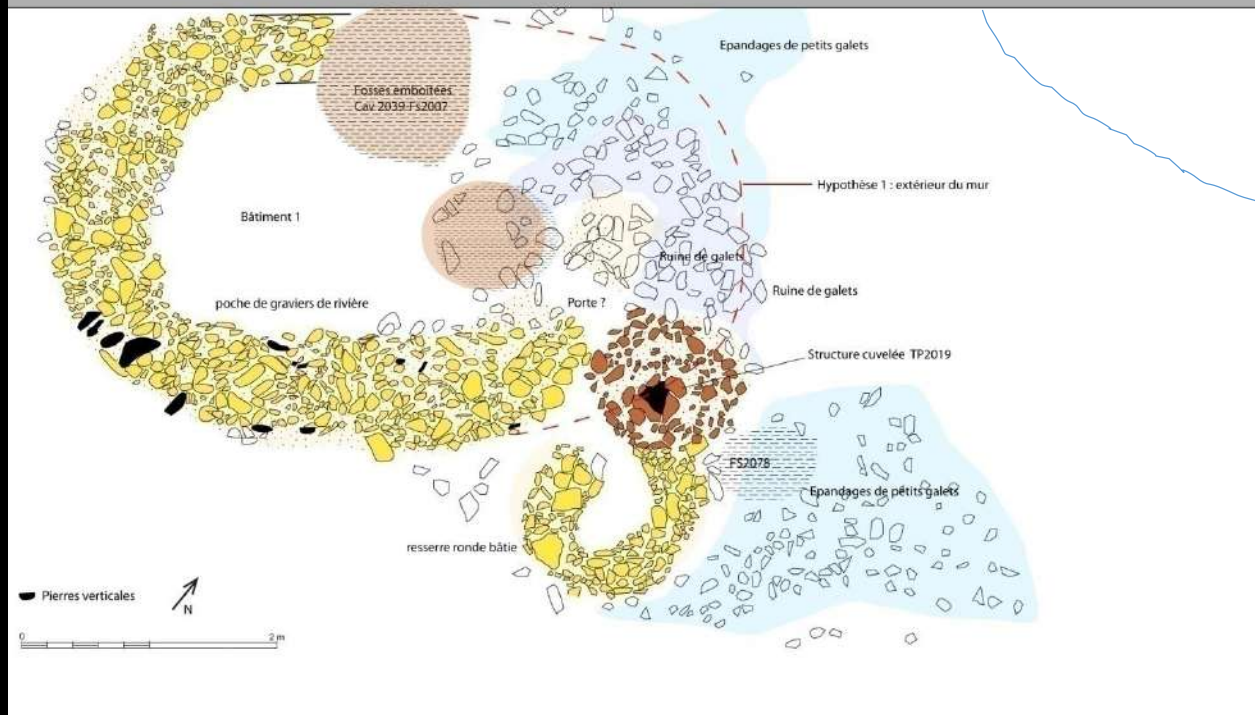 Epandages de petits galets
Fosses emboitées
Cav 2039-Fs2007
Hypothèse 1 : extérieur du mur
Bâtiment 1
Ruine de galets
Ruine de galets
poche de graviers de rivière
Porte ?
Structure cuvelée TP2019
FS2078
Epandages de petits galets
resserre ronde bâtie
Pierres verticales
N
0 2 m